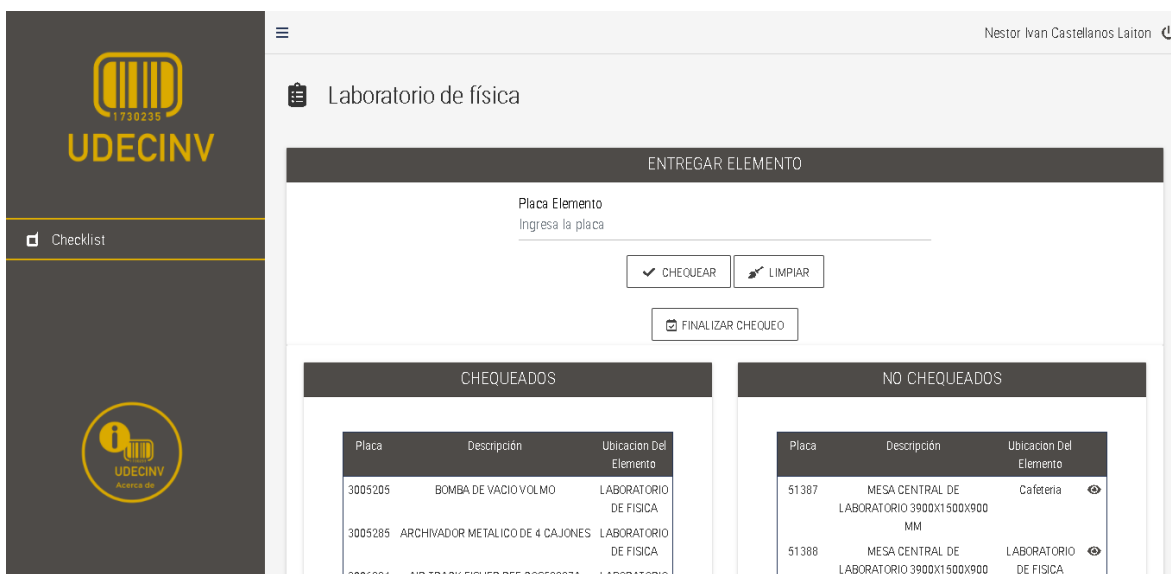 Nestor Ivan Castellanos Laiton
1730235
UDECINV
Checklist
UDECINV
Acerca de
Laboratorio de física
ENTREGAR ELEMENTO
Placa Elemento
Ingresa la placa
CHEQUEAR
LIMPIAR
FINALIZAR CHEQUEO
CHEQUEADOS
Placa Descripción Ubicacion Del
Elemento
3005205 BOMBA DE VACIO VOLMO LABORATORIO
DE FISICA
3005285 ARCHIVADOR METALICO DE 4 CAJONES LABORATORIO
DE FISICA
NO CHEQUEADOS
Placa Descripción Ubicacion Del
Elemento
51387 MESA CENTRAL DE Cafeteria
LABORATORIO 3900X1500X900
MM
51388 MESA CENTRAL DE LABORATORIO
LABORATORIO 3900X1500X900 DE FISICA